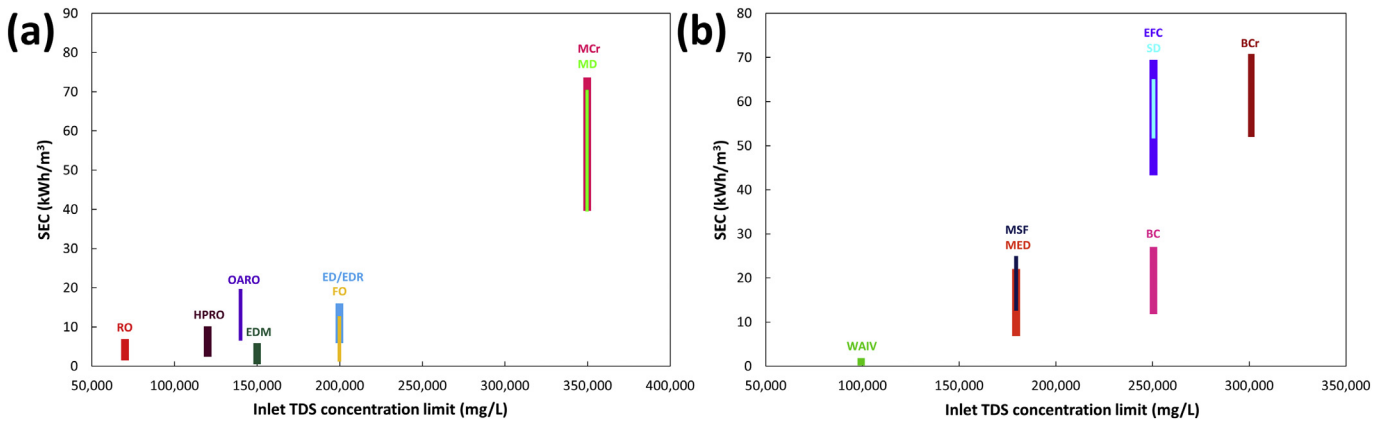 (a)
90
80
70
60
50
40
30
20
10
0
SEC (kWh/m³)
MCr
MD
OARO
ED/EDR
FO
HPRO
RO
EDM
50,000 100,000 150,000 200,000 250,000 300,000 350,000 400,000
Inlet TDS concentration limit (mg/L)
(b)
80
70
60
50
40
30
20
10
0
SEC (kWh/m³)
EFC
SD
BCr
MSF
MED
BC
WAIV
50,000 100,000 150,000 200,000 250,000 300,000 350,000
Inlet TDS concentration limit (mg/L)